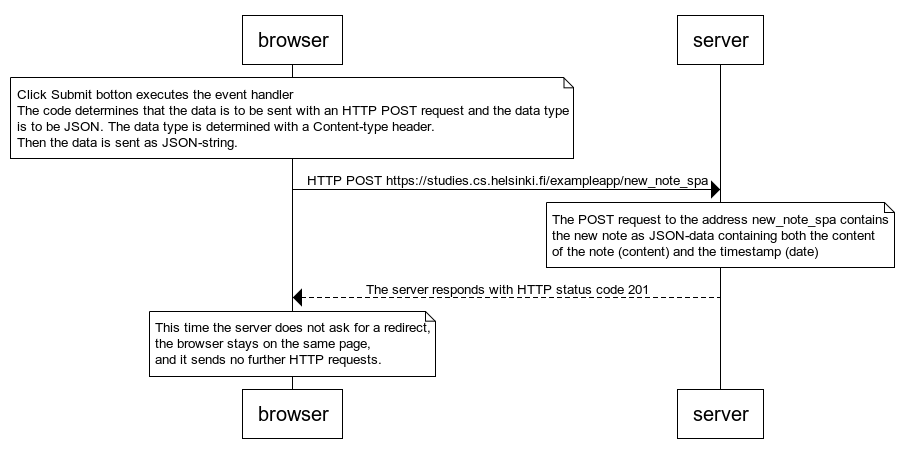 browser
server
Click Submit botton executes the event handler
The code determines that the data is to be sent with an HTTP POST request and the data type
is to be JSON. The data type is determined with a Content-type header.
Then the data is sent as JSON-string.
HTTP POST https://studies.cs.helsinki.fi/exampleapp/new_note_spa
The POST request to the address new_note_spa contains
the new note as JSON-data containing both the content
of the note (content) and the timestamp (date)
The server responds with HTTP status code 201
This time the server does not ask for a redirect,
the browser stays on the same page,
and it sends no further HTTP requests.
browser
server